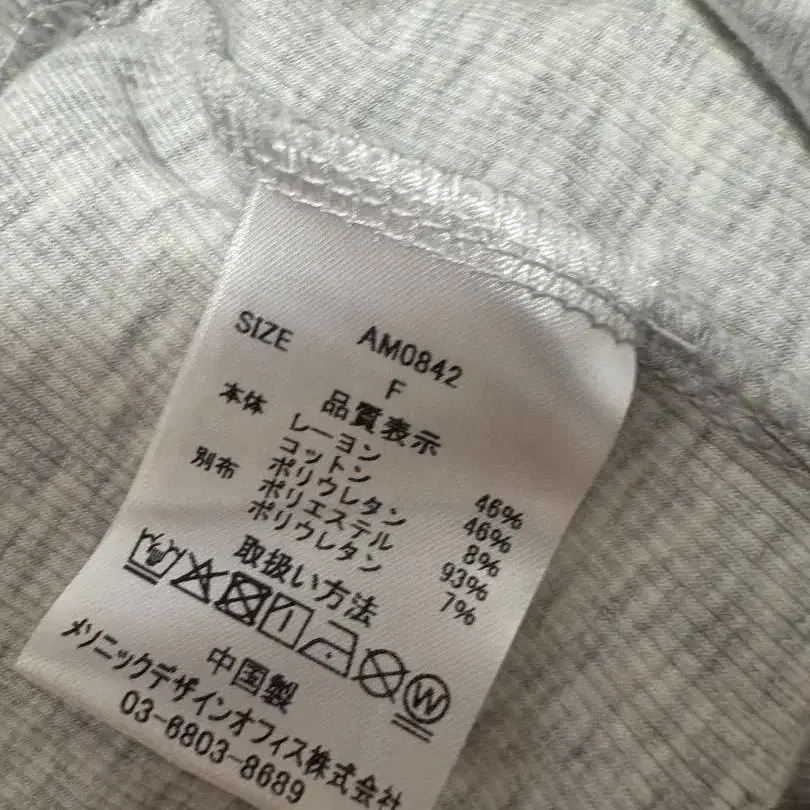 AM0842
SIZE F
品質表示
本体 レーヨン 46%
コットン 46%
ポリウレタン 8%
別布 ポリエステル 93%
ポリウレタン 7%
取扱い方法
W
中国製
メソニックデザインオフィス株式会社
03-6803-8689